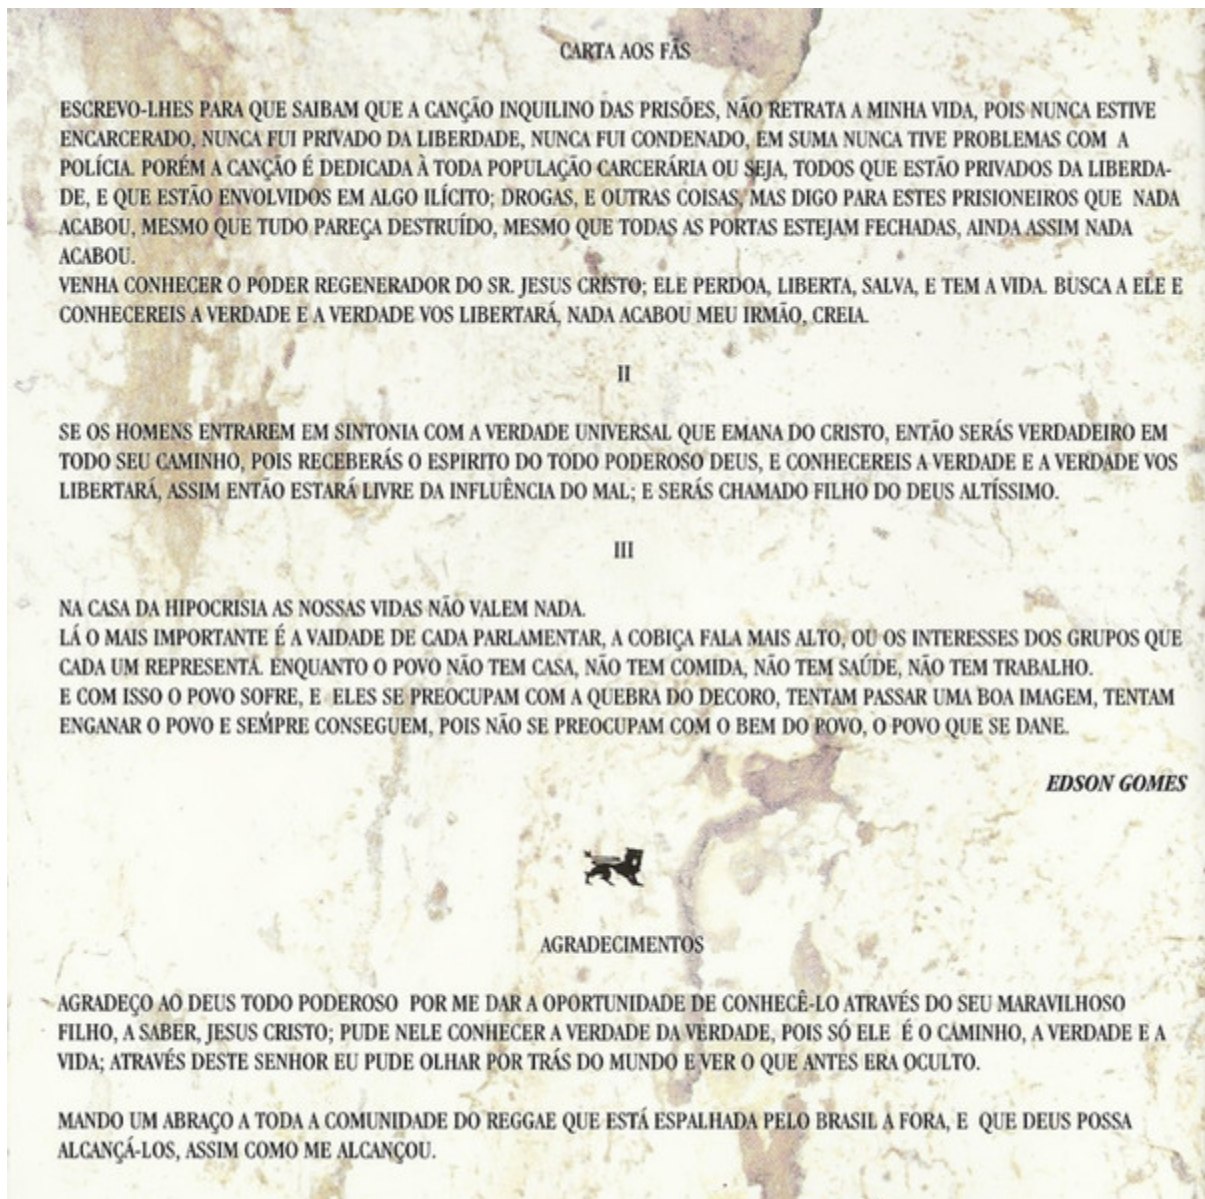 CARTA AOS FÃS
ESCREVO-LHES PARA QUE SAIBAM QUE A CANÇÃO INQUILINO DAS PRISÕES, NÃO RETRATA A MINHA VIDA, POIS NUNCA ESTIVE
ENCARCERADO, NUNCA FUI PRIVADO DA LIBERDADE, NUNCA FUI CONDENADO, EM SUMA NUNCA TIVE PROBLEMAS COM A
POLÍCIA. PORÉM A CANÇÃO É DEDICADA À TODA POPULAÇÃO CARCERÁRIA OU SEJA, TODOS QUE ESTÃO PRIVADOS DA LIBERDA-
DE, E QUE ESTÃO ENVOLVIDOS EM ALGO ILÍCITO; DROGAS, E OUTRAS COISAS, MAS DIGO PARA ESTES PRISIONEIROS QUE NADA
ACABOU, MESMO QUE TUDO PAREÇA DESTRUÍDO, MESMO QUE TODAS AS PORTAS ESTEJAM FECHADAS, AINDA ASSIM NADA
ACABOU.
VENHA CONHECER O PODER REGENERADOR DO SR. JESUS CRISTO; ELE PERDOA, LIBERTA, SALVA, E TEM A VIDA. BUSCA A ELE E
CONHECEREIS A VERDADE E A VERDADE VOS LIBERTARÁ, NADA ACABOU MEU IRMÃO, CREIA.
II
SE OS HOMENS ENTRAREM EM SINTONIA COM A VERDADE UNIVERSAL QUE EMANA DO CRISTO, ENTÃO SERÁS VERDADEIRO EM
TODO SEU CAMINHO, POIS RECEBERÁS O ESPIRITO DO TODO PODEROSO DEUS, E CONHECEREIS A VERDADE E A VERDADE VOS
LIBERTARÁ, ASSIM ENTÃO ESTARÁ LIVRE DA INFLUÊNCIA DO MAL; E SERÁS CHAMADO FILHO DO DEUS ALTÍSSIMO.
III
NA CASA DA HIPOCRISIA AS NOSSAS VIDAS NÃO VALEM NADA.
LÁ O MAIS IMPORTANTE É A VAIDADE DE CADA PARLAMENTAR, A COBIÇA FALA MAIS ALTO, OU OS INTERESSES DOS GRUPOS QUE
CADA UM REPRESENTA. ENQUANTO O POVO NÃO TEM CASA, NÃO TEM COMIDA, NÃO TEM SAÚDE, NÃO TEM TRABALHO.
E COM ISSO O POVO SOFRE, E ELES SE PREOCUPAM COM A QUEBRA DO DECORO, TENTAM PASSAR UMA BOA IMAGEM, TENTAM
ENGANAR O POVO E SEMPRE CONSEGUEM, POIS NÃO SE PREOCUPAM COM O BEM DO POVO, O POVO QUE SE DANE.
EDSON GOMES
AGRADECIMENTOS
AGRADEÇO AO DEUS TODO PODEROSO POR ME DAR A OPORTUNIDADE DE CONHECÊ-LO ATRAVÉS DO SEU MARAVILHOSO
FILHO, A SABER, JESUS CRISTO; PUDE NELE CONHECER A VERDADE DA VERDADE, POIS SÓ ELE É O CAMINHO, A VERDADE E A
VIDA; ATRAVÉS DESTE SENHOR EU PUDE OLHAR POR TRÁS DO MUNDO E VER O QUE ANTES ERA OCULTO.
MANDO UM ABRAÇO A TODA A COMUNIDADE DO REGGAE QUE ESTÁ ESPALHADA PELO BRASIL A FORA, E QUE DEUS POSSA
ALCANÇÁ-LOS, ASSIM COMO ME ALCANÇOU.